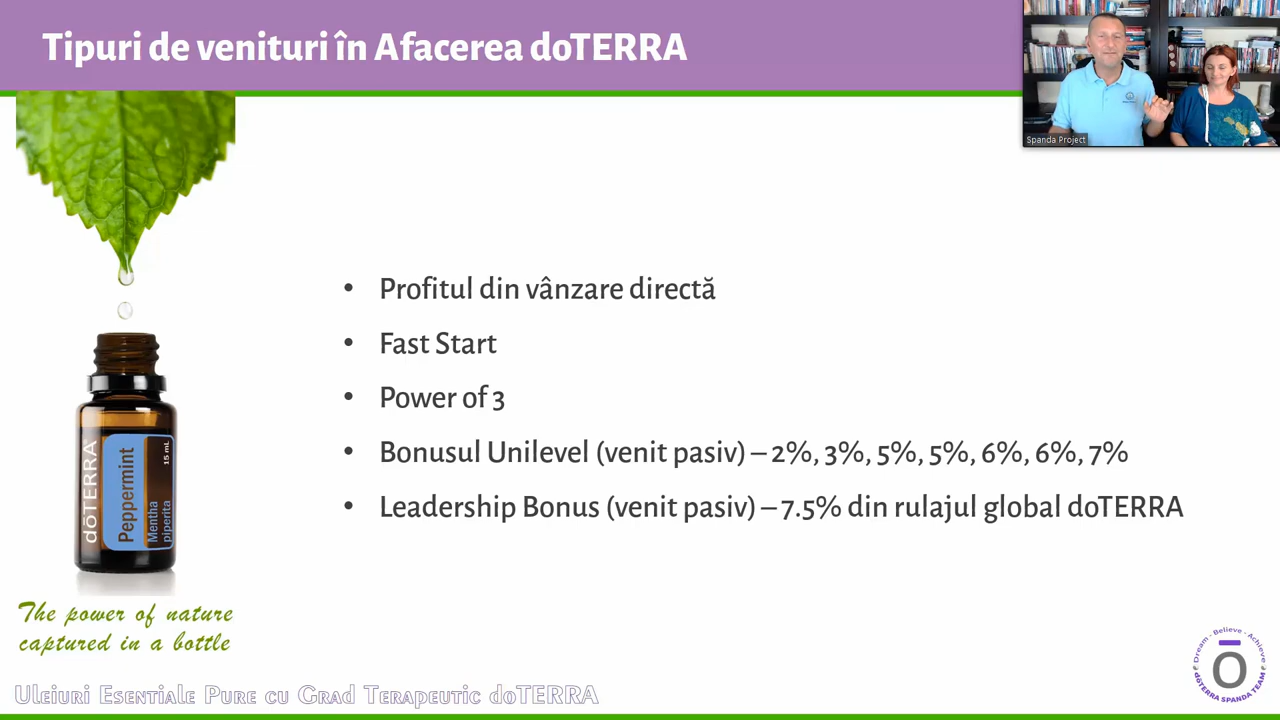 Tipuri de venituri în Afacerea doTERRA
Spanda Project
• Profitul din vânzare directă
• Fast Start
• Power of 3
• Bonusul Unilevel (venit pasiv) – 2%, 3%, 5%, 5%, 6%, 6%, 7%
• Leadership Bonus (venit pasiv) – 7.5% din rulajul global doTERRA
dōTERRA
Peppermint
Mentha
piperita
15 mL
The power of nature
captured in a bottle
Uleiuri Esentiale Pure cu Grad Terapeutic doTERRA
Dream - Believe - Achieve
Ō
dōTERRA SPANDA TEAM